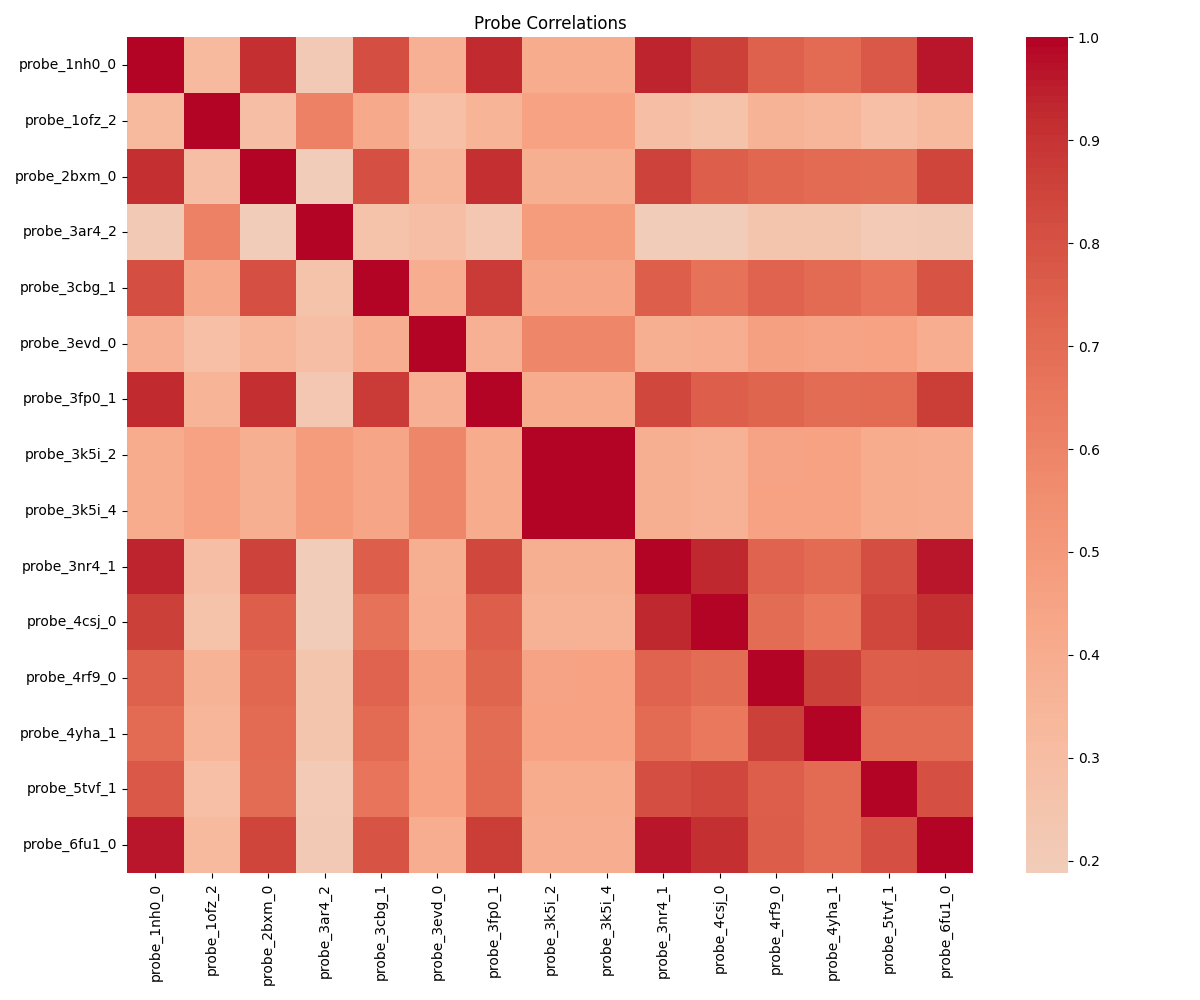 Probe Correlations
probe_1nh0_0
probe_1ofz_2
probe_2bxm_0
probe_3ar4_2
probe_3cbg_1
probe_3evd_0
probe_3fp0_1
probe_3k5i_2
probe_3k5i_4
probe_3nr4_1
probe_4csj_0
probe_4rf9_0
probe_4yha_1
probe_5tvf_1
probe_6fu1_0
probe_1nh0_0
probe_1ofz_2
probe_2bxm_0
probe_3ar4_2
probe_3cbg_1
probe_3evd_0
probe_3fp0_1
probe_3k5i_2
probe_3k5i_4
probe_3nr4_1
probe_4csj_0
probe_4rf9_0
probe_4yha_1
probe_5tvf_1
probe_6fu1_0
1.0
0.9
0.8
0.7
0.6
0.5
0.4
0.3
0.2